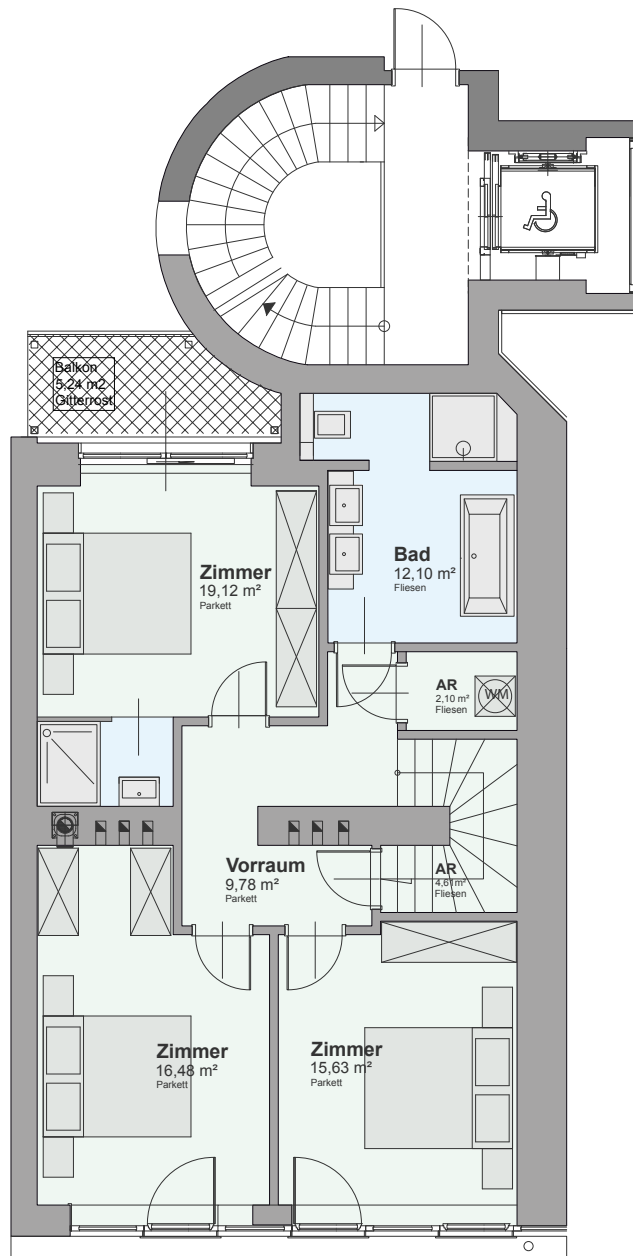 Balkon
5,24 m2
Gitterrost
Zimmer
19,12 m²
Parkett
Bad
12,10 m²
Fliesen
AR
2,10 m²
Fliesen
WM
Vorraum
9,78 m²
Parkett
AR
4,61m²
Fliesen
Zimmer
16,48 m²
Parkett
Zimmer
15,63 m²
Parkett